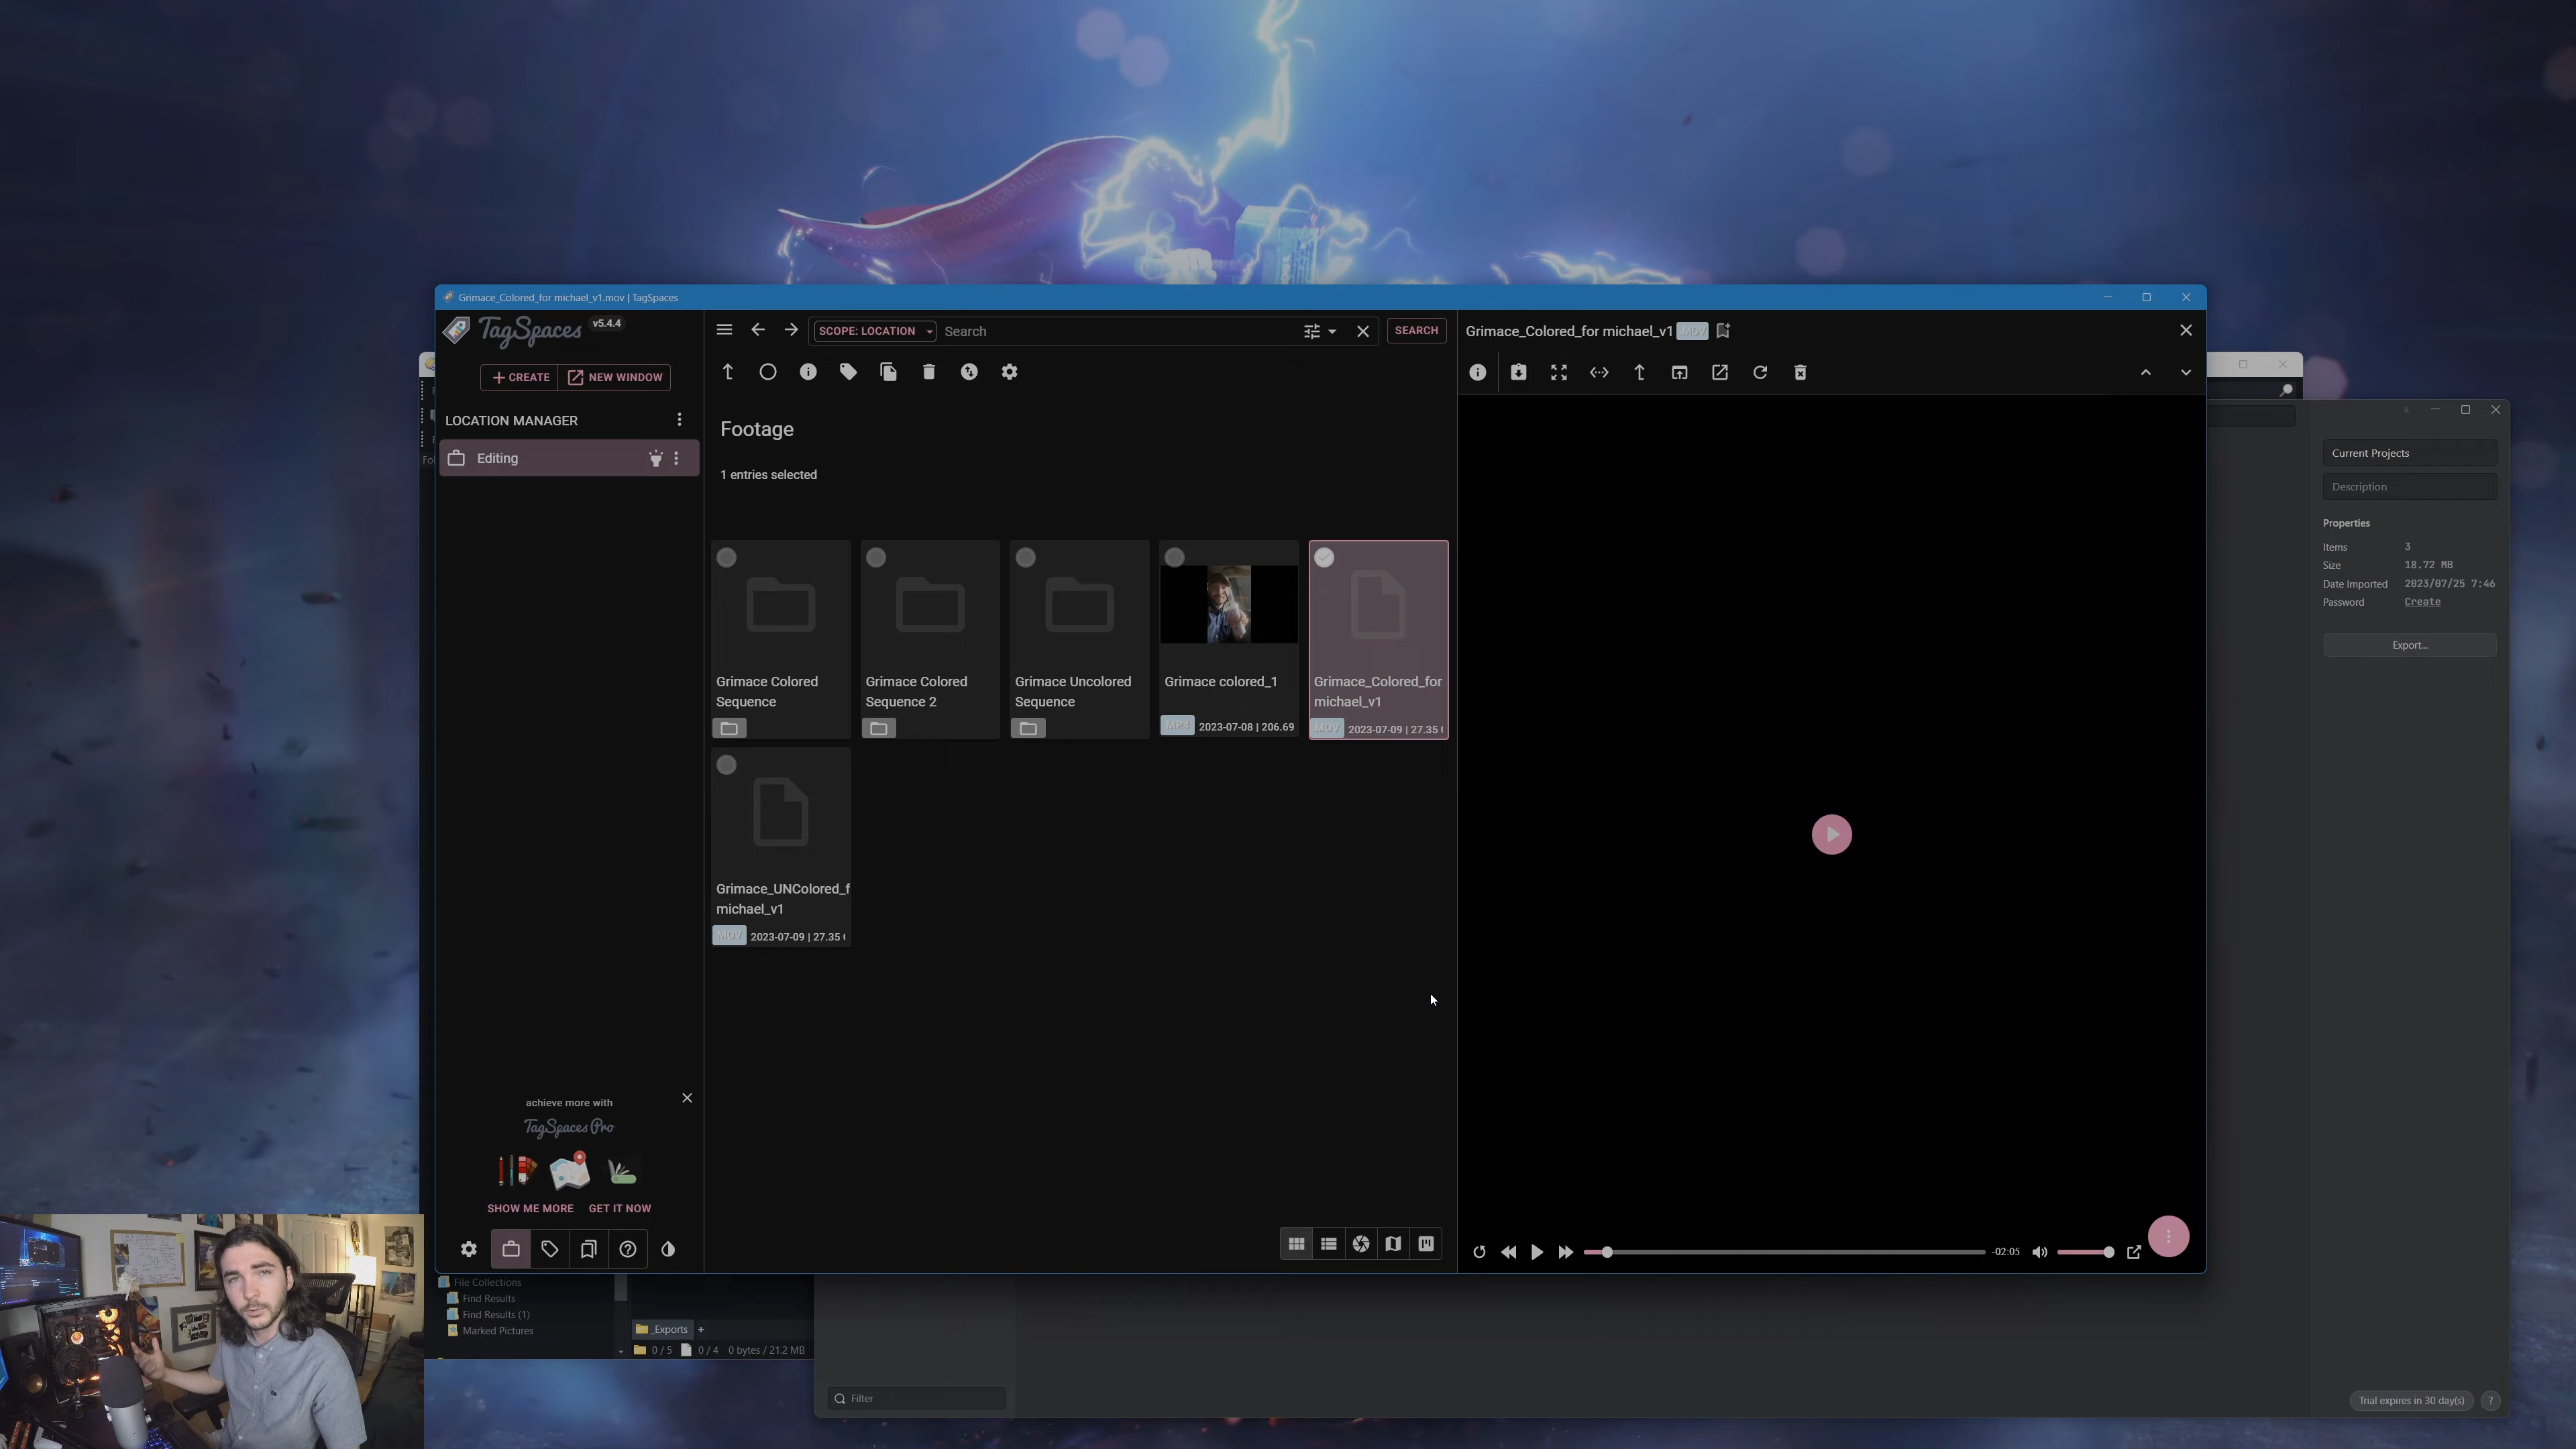 Grimace_Colored_for michael_v1.mov | TagSpaces
TagSpaces v5.4.4
CREATE NEW WINDOW
LOCATION MANAGER
Editing
SCOPE: LOCATION Search SEARCH
Footage
1 entries selected
Grimace Colored
Sequence
Grimace Colored
Sequence 2
Grimace Uncolored
Sequence
Grimace colored_1
MP4 2023-07-08 | 206.69
Grimace_Colored_for
michael_v1
MOV 2023-07-09 | 27.35
Grimace_UNColored_f
michael_v1
MOV 2023-07-09 | 27.35
Grimace_Colored_for michael_v1 MOV
-02:05
achieve more with
TagSpaces Pro
SHOW ME MORE GET IT NOW
Fol
Current Projects
Description
Properties
Items 3
Size 18.72 MB
Date Imported 2023/07/25 7:46
Password Create
Export...
File Collections
Find Results
Find Results (1)
Marked Pictures
_Exports +
0 / 5 0 / 4 0 bytes / 21.2 MB
Filter
Trial expires in 30 day(s) ?